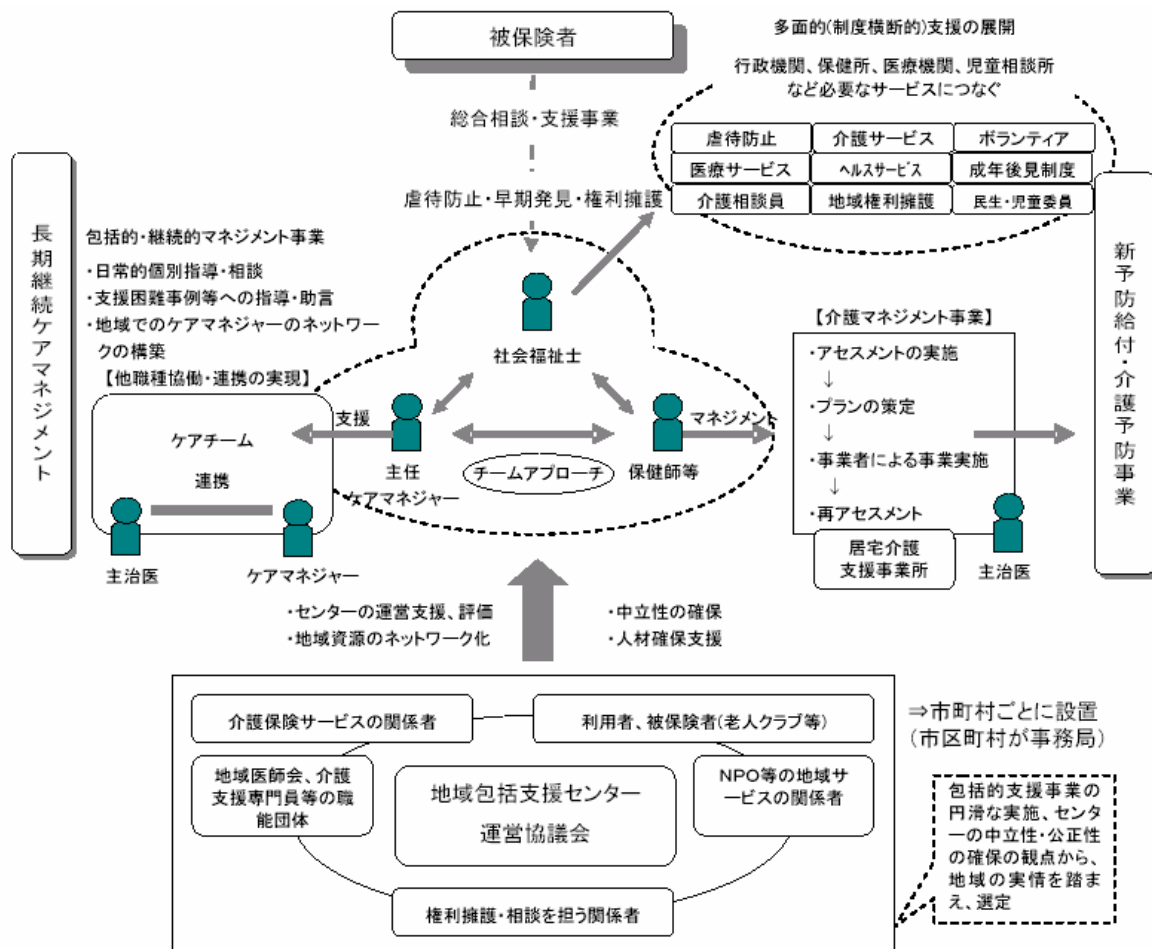 被保険者
総合相談・支援事業
虐待防止・早期発見・権利擁護
多面的(制度横断的)支援の展開
行政機関、保健所、医療機関、児童相談所
など必要なサービスにつなぐ
虐待防止
介護サービス
ボランティア
医療サービス
ヘルスサービス
成年後見制度
介護相談員
地域権利擁護
民生・児童委員
長期継続ケアマネジメント
包括的・継続的マネジメント事業
・日常的個別指導・相談
・支援困難事例等への指導・助言
・地域でのケアマネジャーのネットワー
クの構築
【他職種協働・連携の実現】
ケアチーム
連携
主治医
ケアマネジャー
支援
社会福祉士
主任
ケアマネジャー
チームアプローチ
保健師等
マネジメント
【介護マネジメント事業】
・アセスメントの実施
↓
・プランの策定
↓
・事業者による事業実施
↓
・再アセスメント
居宅介護
支援事業所
主治医
新予防給付・介護予防事業
・センターの運営支援、評価
・地域資源のネットワーク化
・中立性の確保
・人材確保支援
介護保険サービスの関係者
利用者、被保険者(老人クラブ等)
地域医師会、介護
支援専門員等の職
能団体
地域包括支援センター
運営協議会
NPO等の地域サ
ービスの関係者
権利擁護・相談を担う関係者
⇒市町村ごとに設置
(市区町村が事務局)
包括的支援事業の
円滑な実施、センタ
ーの中立性・公正性
の確保の観点から、
地域の実情を踏ま
え、選定